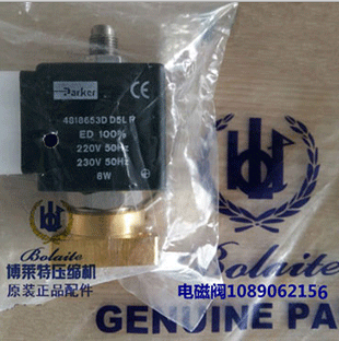 Parker
CE
4818653D D5L R
ED 100%
220V 50Hz
230V 50Hz
8W
Bolaite
博莱特压缩机
原装正品配件
Bolaite
电磁阀1089062156
GENUINE PA